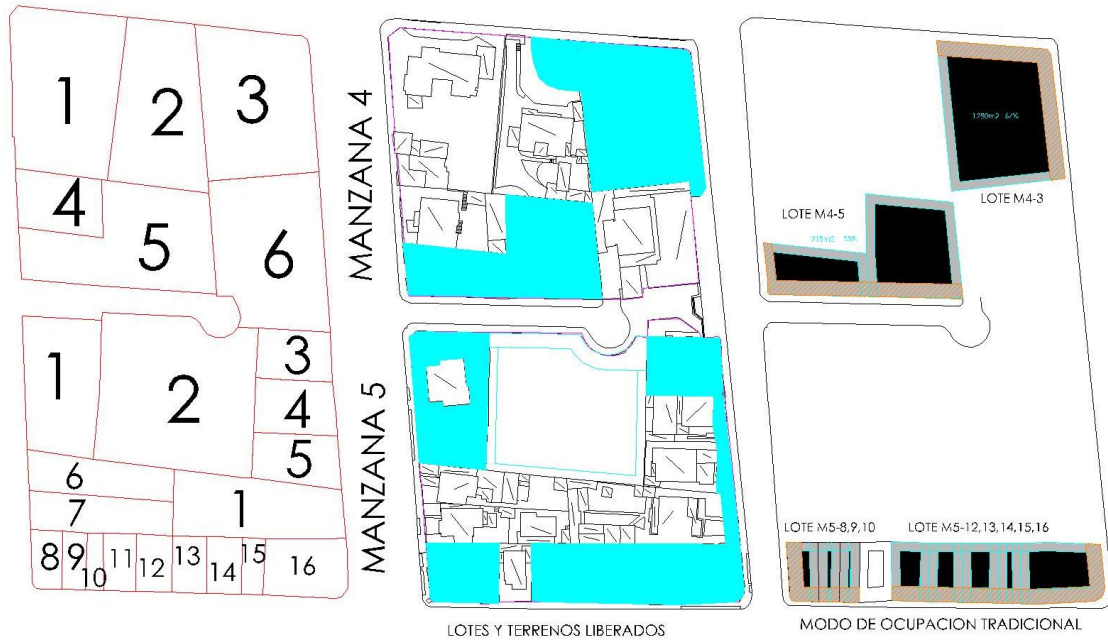 1
2
3
4
5
6
1
2
3
4
5
6
7
1
8
9
10
11
12
13
14
15
16
MANZANA 4
MANZANA 5
LOTES Y TERRENOS LIBERADOS
LOTE M4-3
LOTE M4-5
LOTE M5-8,9,10
LOTE M5-12,13,14,15,16
MODO DE OCUPACION TRADICIONAL